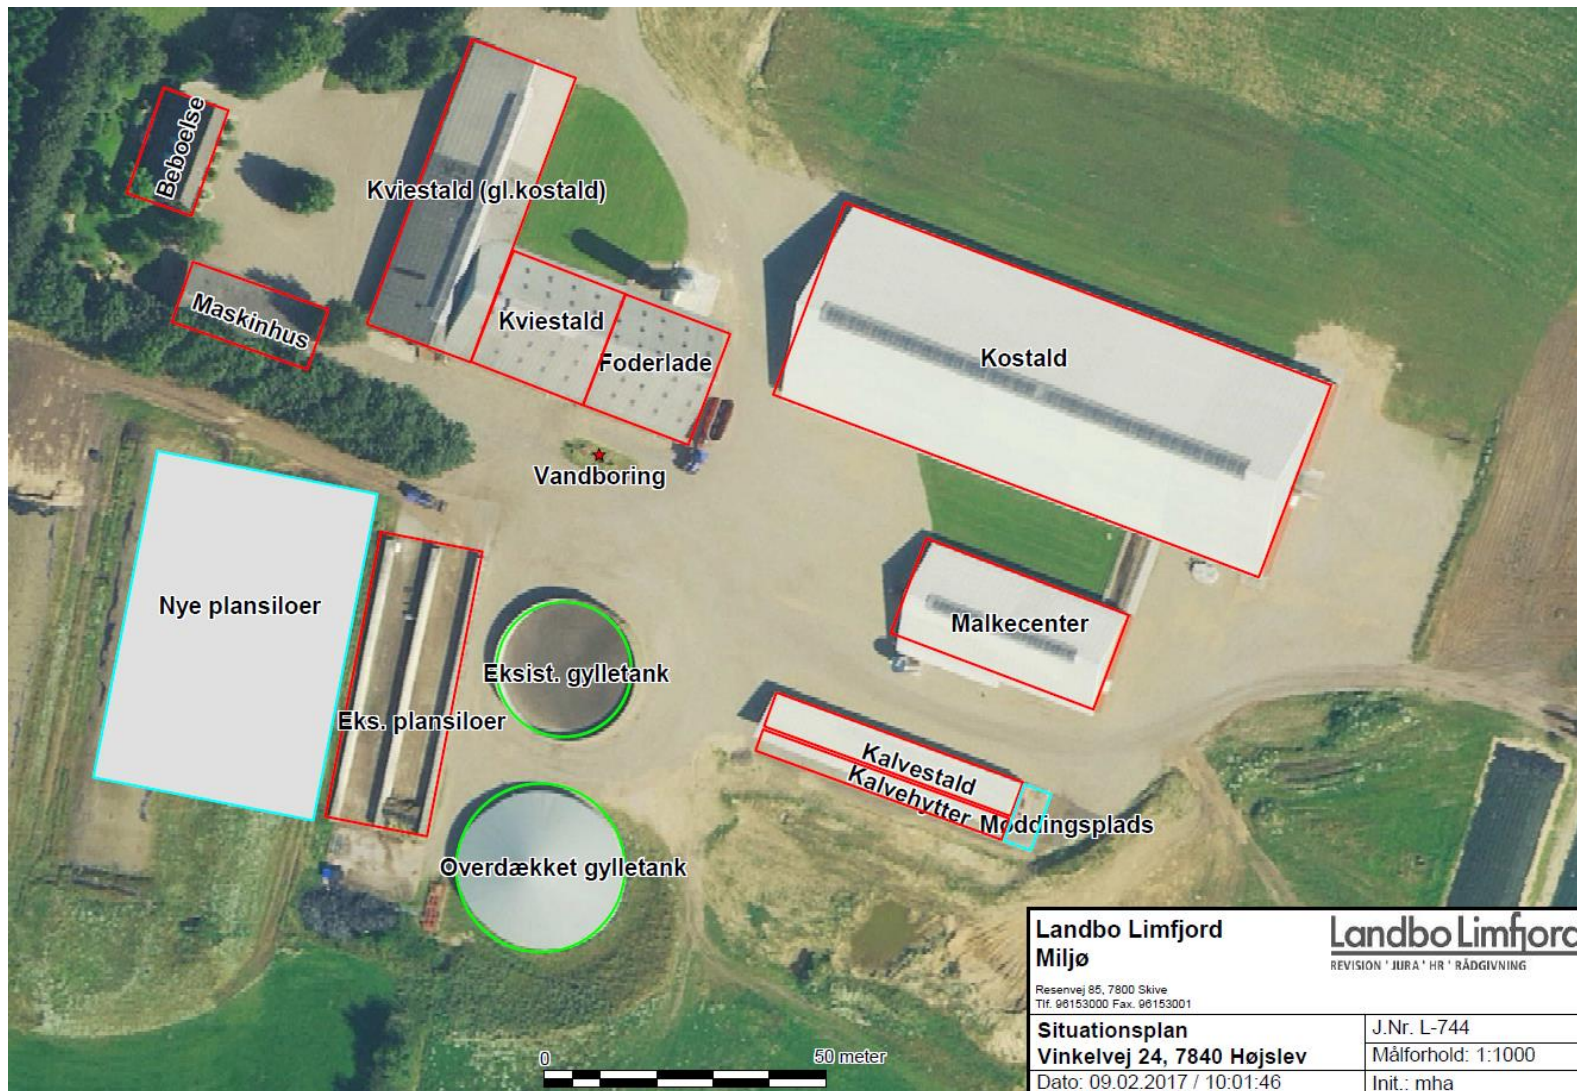 Beboelse
Kviestald (gl.kostald)
Maskinhus
Kviestald
Foderlade
Kostald
Vandboring
Nye plansiloer
Malkecenter
Eksist. gylletank
Eks. plansiloer
Kalvestald
Kalvehytter
Møddingsplads
Overdækket gylletank
Landbo Limfjord
Miljø
Landbo Limfjord
REVISION ' JURA ' HR ' RÅDGIVNING
Resenvej 85, 7800 Skive
Tlf. 96153000 Fax. 96153001
Situationsplan
Vinkelvej 24, 7840 Højslev
Dato: 09.02.2017 / 10:01:46
J.Nr. L-744
Målforhold: 1:1000
Init.: mha
0
50 meter